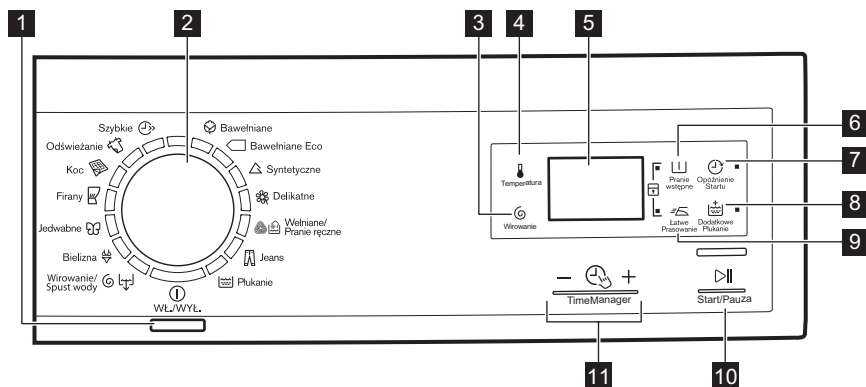 1
2
3
4
5
6
7
8
9
10
11
Szybkie
Odświeżanie
Koc
Firany
Jedwabne
Bielizna
Wirowanie/
Spust wody
Bawełniane
Bawełniane Eco
Syntetyczne
Delikatne
Wełniane/
Pranie ręczne
Jeans
Płukanie
WŁ./WYŁ.
Temperatura
Wirowanie
Pranie
wstępne
Opóźnienie
Startu
Łatwe
Prasowanie
Dodatkowe
Płukanie
− +
TimeManager
Start/Pauza